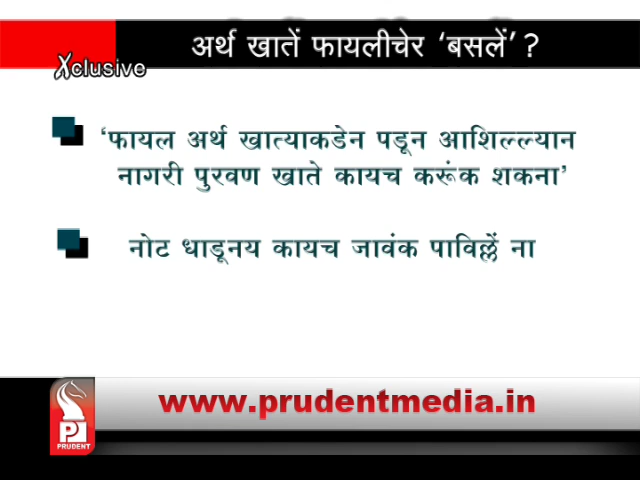 अर्थ खातें फायलीचेर ‘बसलें’ ?
Xclusive
‘फायल अर्थ खात्याकडेन पडून आशिल्ल्यान
नागरी पुरवण खाते कायच करूंक शकना’
नोट धाडूनय कायच जावंक पाविल्लें ना
www.prudentmedia.in
PRUDENT